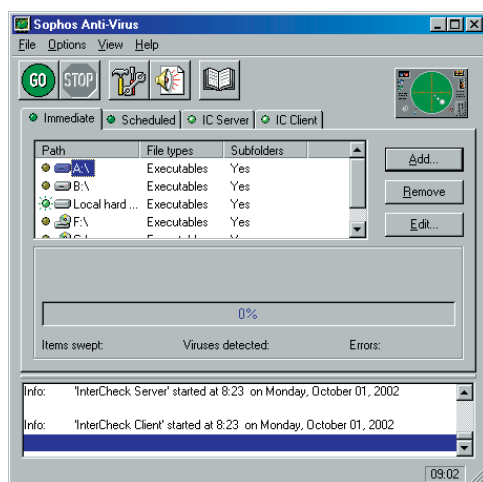 Sophos Anti-Virus
File Options View Help
GO STOP
Immediate Scheduled IC Server IC Client
Path File types Subfolders
A:\ Executables Yes
B:\ Executables Yes
Local hard ... Executables Yes
F:\ Executables Yes
Add...
Remove
Edit...
0%
Items swept: Viruses detected: Errors:
Info: 'InterCheck Server' started at 8:23 on Monday, October 01, 2002
Info: 'InterCheck Client' started at 8:23 on Monday, October 01, 2002
09:02